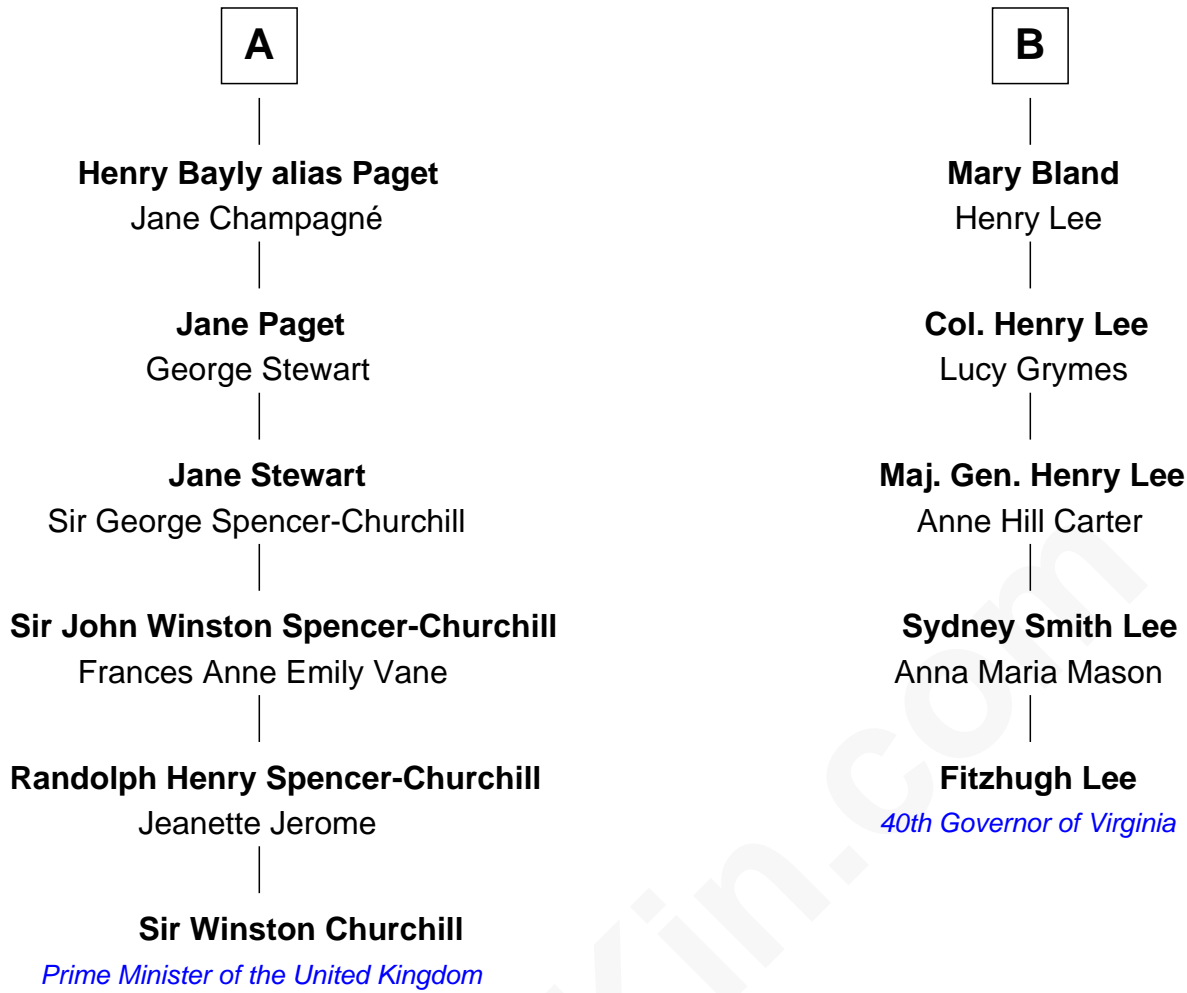 A
Henry Bayly alias Paget
Jane Champagné
Jane Paget
George Stewart
Jane Stewart
Sir George Spencer-Churchill
Sir John Winston Spencer-Churchill
Frances Anne Emily Vane
Randolph Henry Spencer-Churchill
Jeanette Jerome
Sir Winston Churchill
Prime Minister of the United Kingdom
B
Mary Bland
Henry Lee
Col. Henry Lee
Lucy Grymes
Maj. Gen. Henry Lee
Anne Hill Carter
Sydney Smith Lee
Anna Maria Mason
Fitzhugh Lee
40th Governor of Virginia